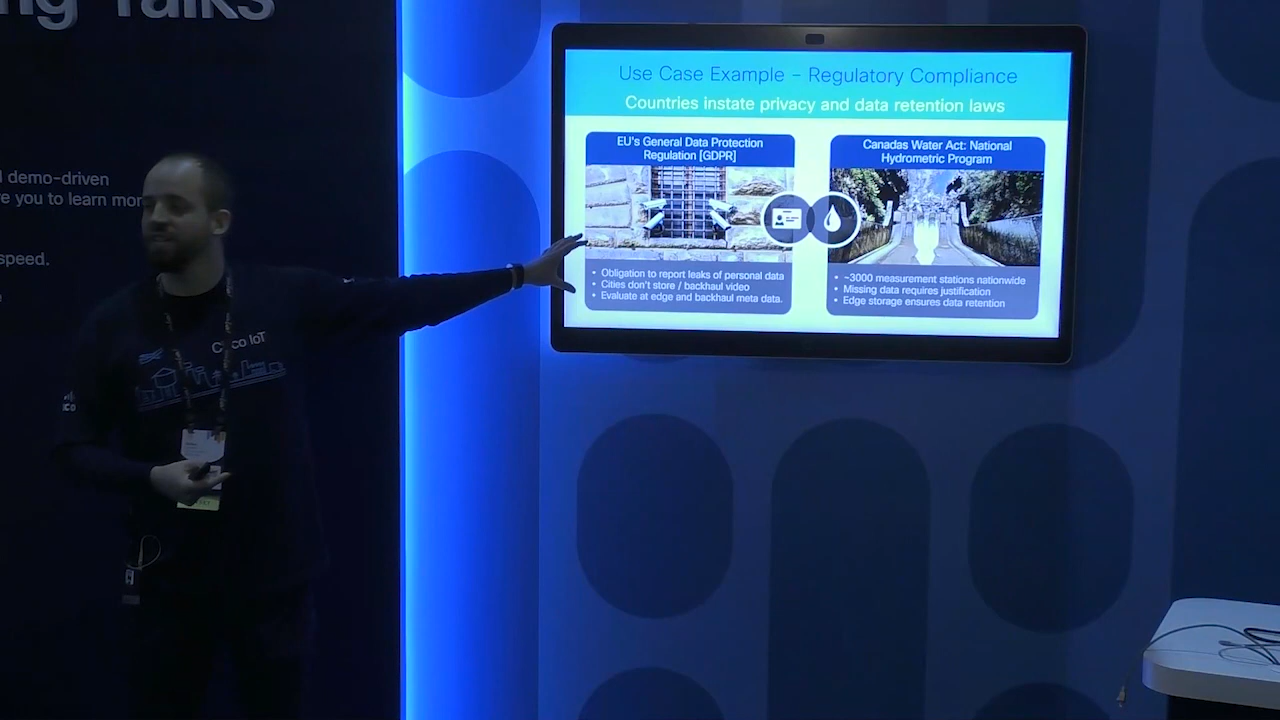 ng Talks
demo-driven
re you to learn mor
speed.
Cisco IoT
Use Case Example – Regulatory Compliance
Countries instate privacy and data retention laws
EU's General Data Protection
Regulation [GDPR]
• Obligation to report leaks of personal data
• Cities don't store / backhaul video
• Evaluate at edge and backhaul meta data.
Canadas Water Act: National
Hydrometric Program
• ~3000 measurement stations nationwide
• Missing data requires justification
• Edge storage ensures data retention